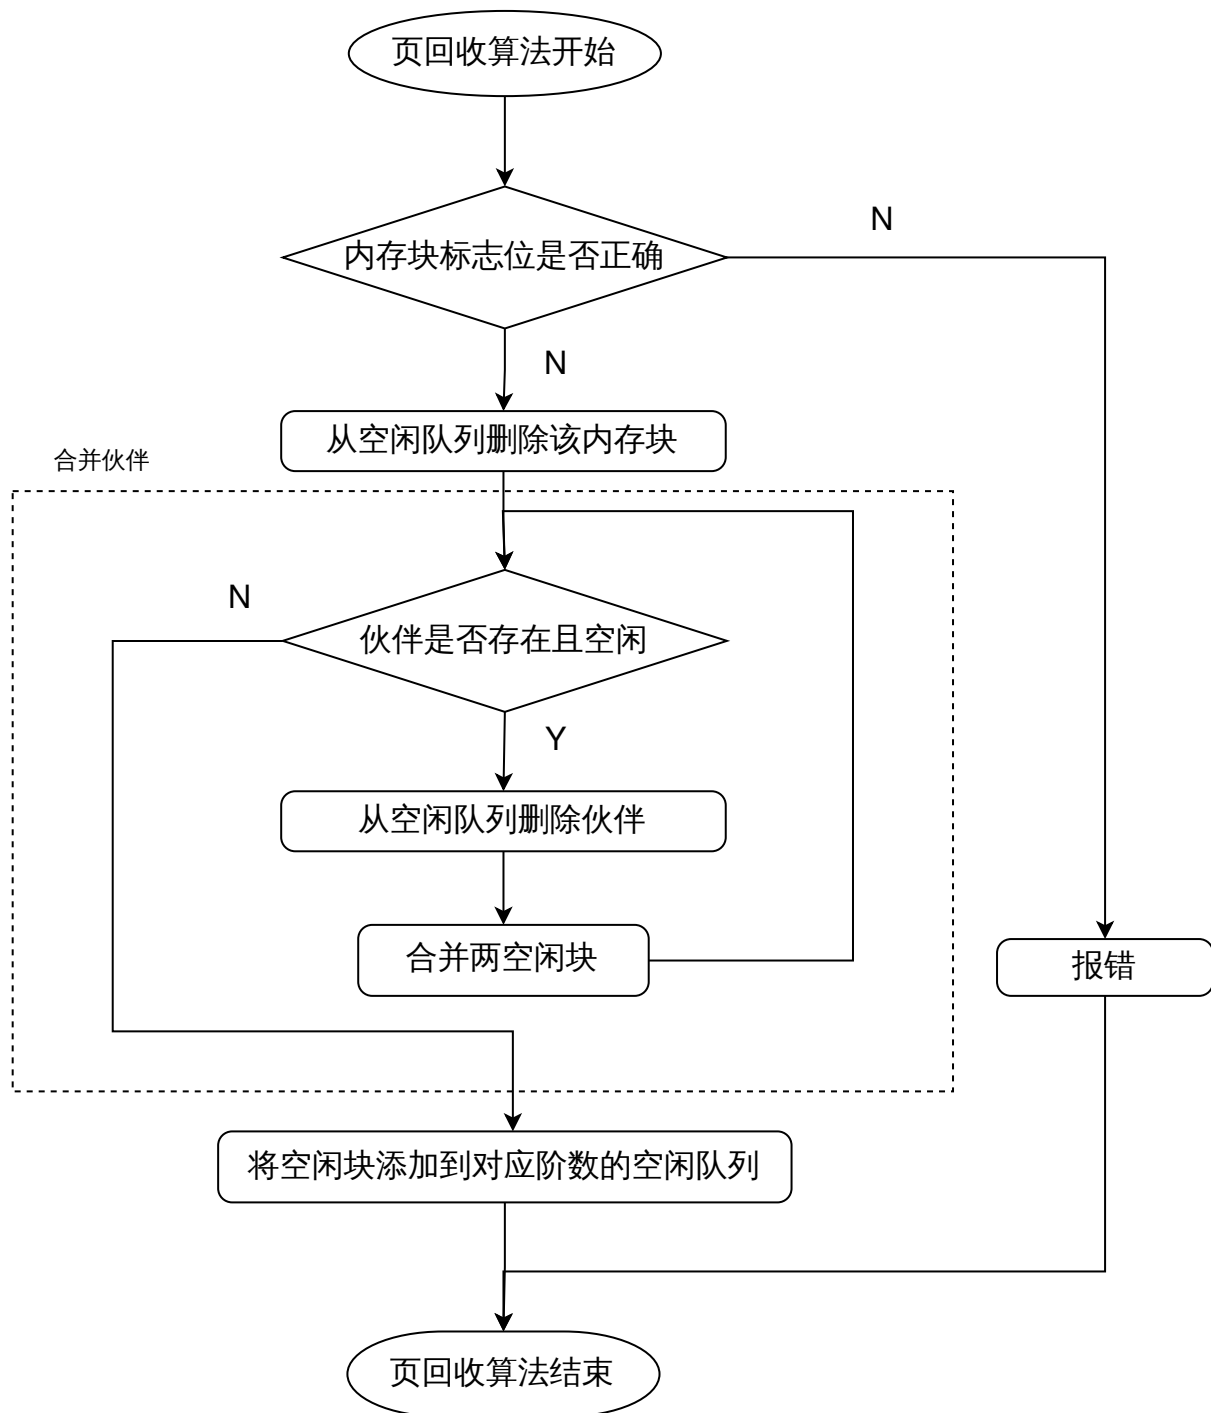 页回收算法开始
内存块标志位是否正确
N
N
从空闲队列删除该内存块
合并伙伴
N
伙伴是否存在且空闲
Y
从空闲队列删除伙伴
合并两空闲块
报错
将空闲块添加到对应阶数的空闲队列
页回收算法结束